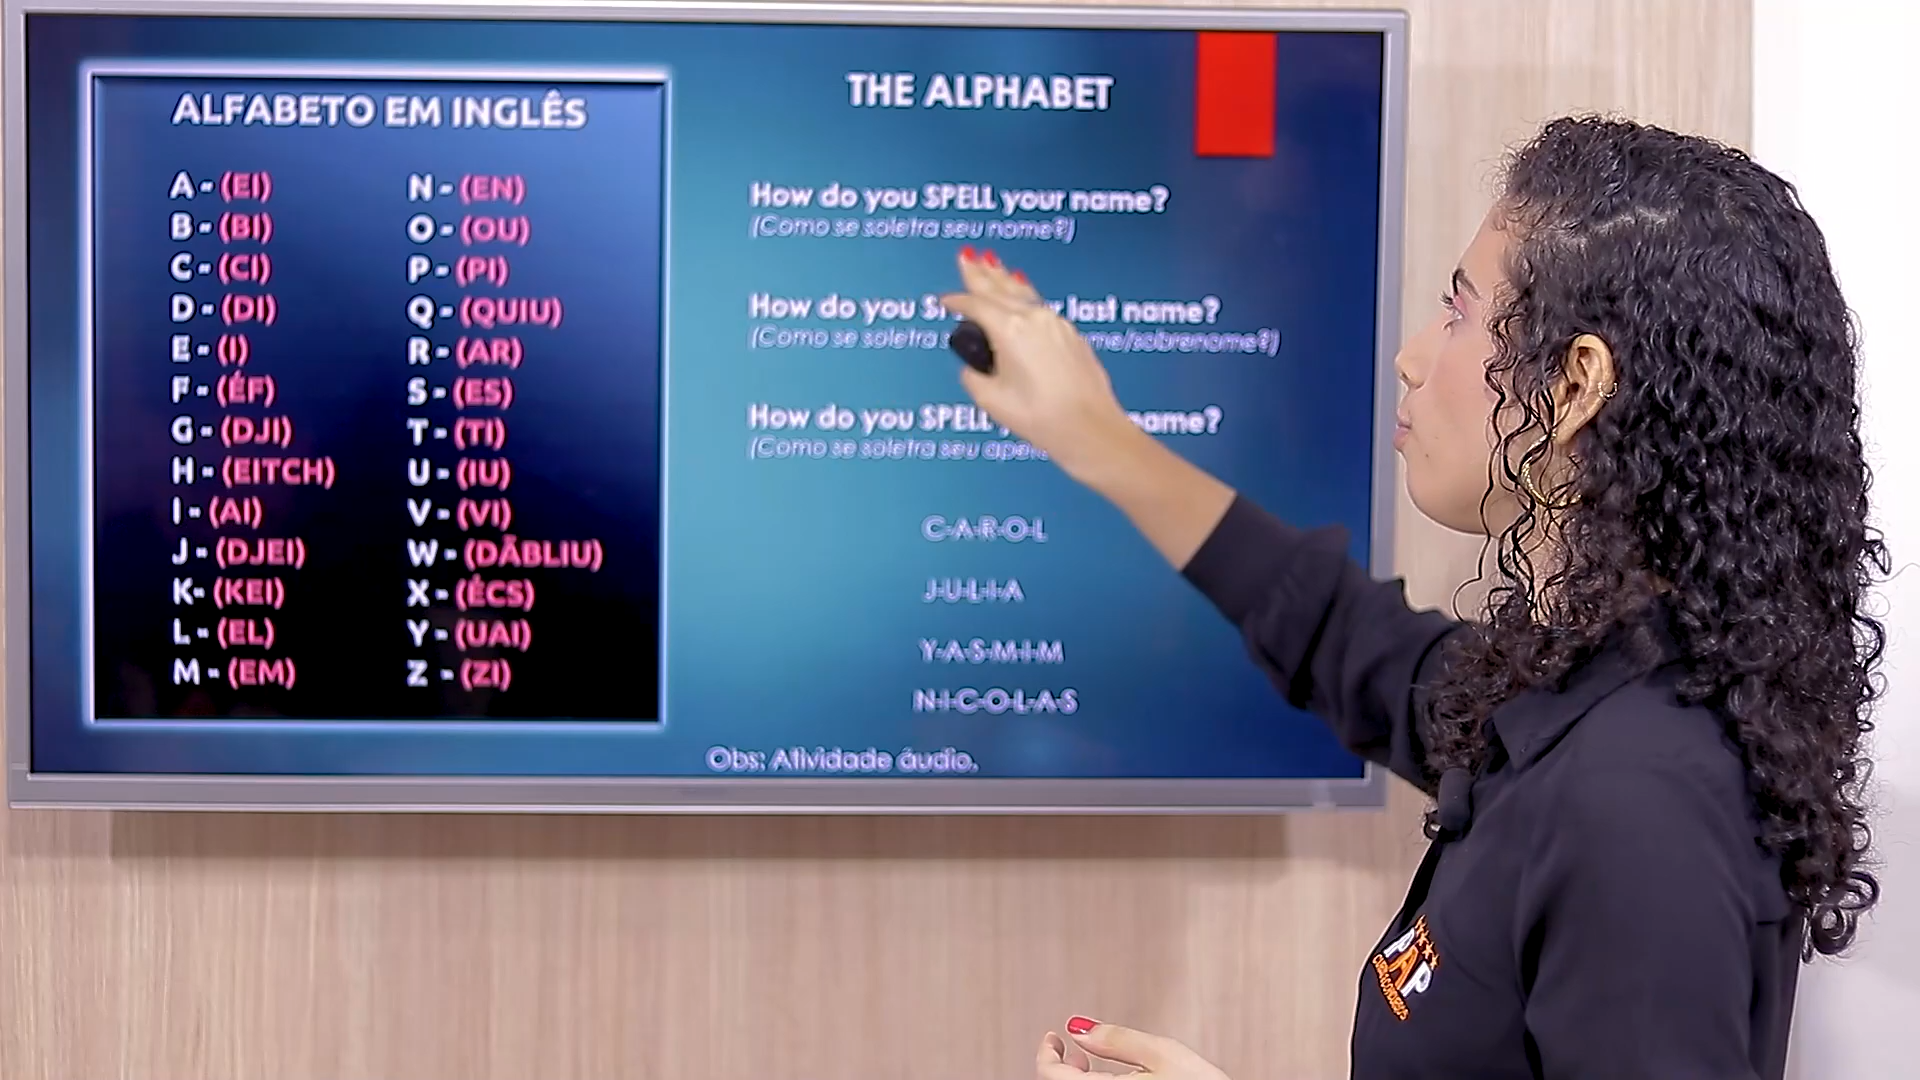 ALFABETO EM INGLÊS
A - (EI)
B - (BI)
C - (CI)
D - (DI)
E - (I)
F - (ÉF)
G - (DJI)
H - (EITCH)
I - (AI)
J - (DJEI)
K- (KEI)
L - (EL)
M - (EM)
N - (EN)
O - (OU)
P - (PI)
Q - (QUIU)
R - (AR)
S - (ES)
T - (TI)
U - (IU)
V - (VI)
W - (DÃBLIU)
X - (ÉCS)
Y - (UAI)
Z - (ZI)
THE ALPHABET
How do you SPELL your name?
(Como se soletra seu nome?)
How do you last name?
(Como se soletra /sobrenome?)
How do you SPELL
(Como se soletra seu
C-A-R-O-L
J-U-L-I-A
Y-A-S-M-I-M
N-I-C-O-L-A-S
Obs: Atividade áudio.
PAP